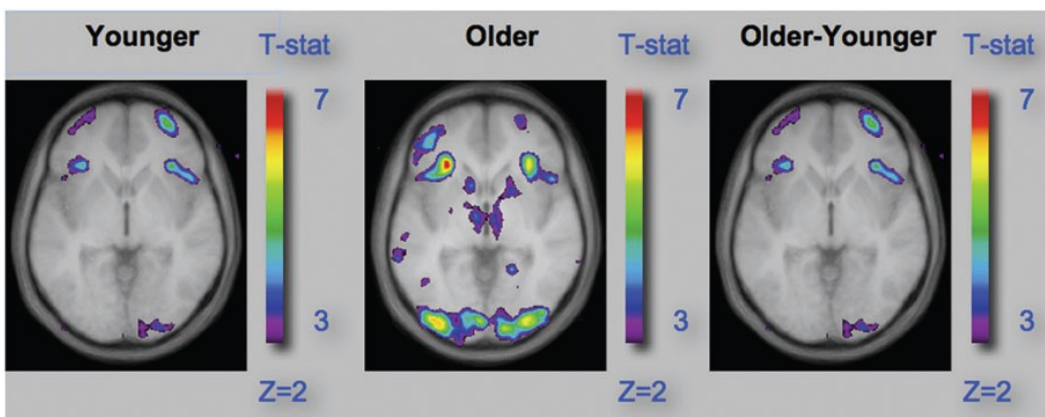 Younger
T-stat
7
3
Z=2
Older
T-stat
7
3
Z=2
Older-Younger
T-stat
7
3
Z=2